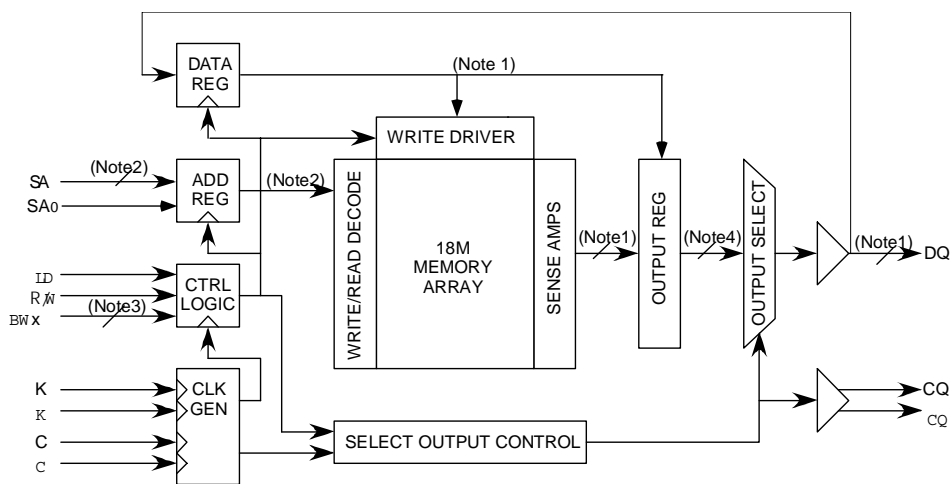 DATA
REG
(Note 1)
WRITE DRIVER
SA
(Note2)
SA0
ADD
REG
(Note2)
WRITE/READ DECODE
18M
MEMORY
ARRAY
SENSE AMPS
(Note1)
OUTPUT REG
(Note4)
OUTPUT SELECT
(Note1)
DQ
LD
R/W
BWx
(Note3)
CTRL
LOGIC
K
K
C
C
CLK
GEN
SELECT OUTPUT CONTROL
CQ
CQ